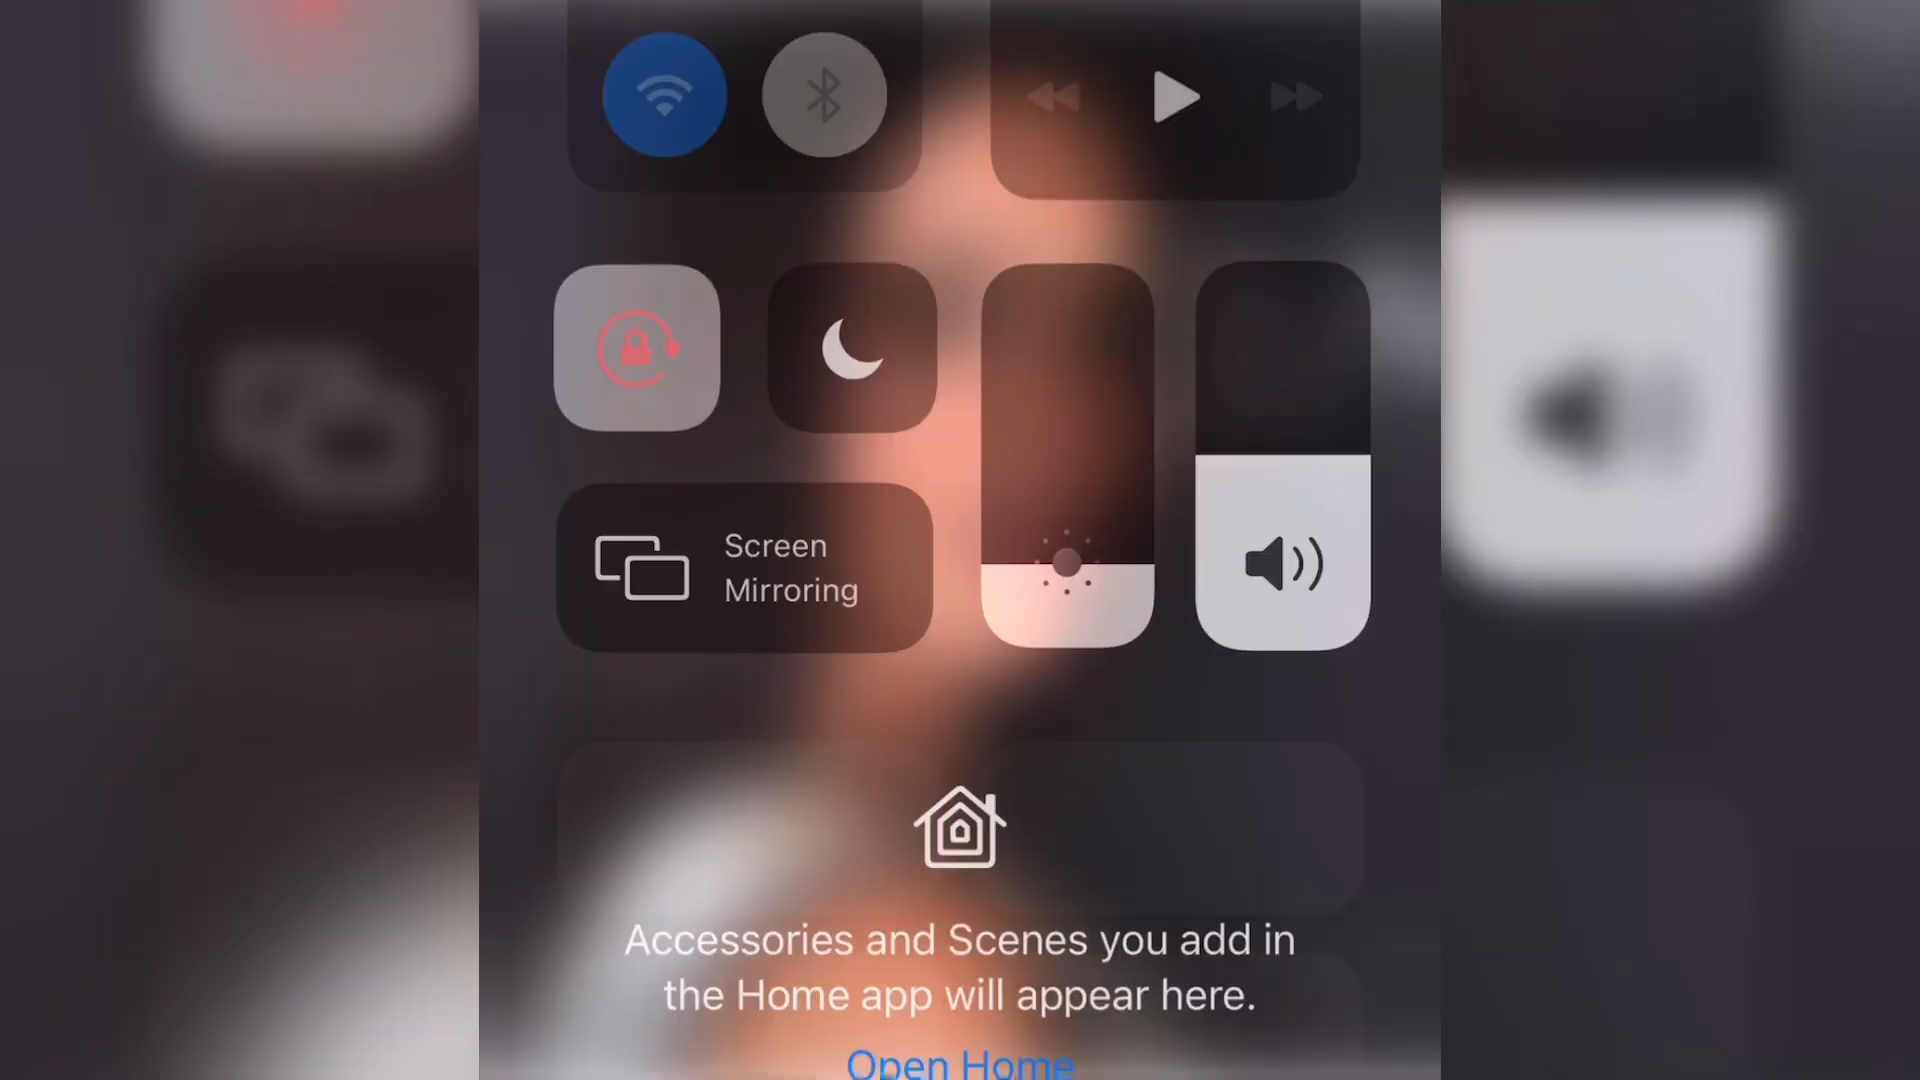 Screen
Mirroring
Accessories and Scenes you add in
the Home app will appear here.
Open Home